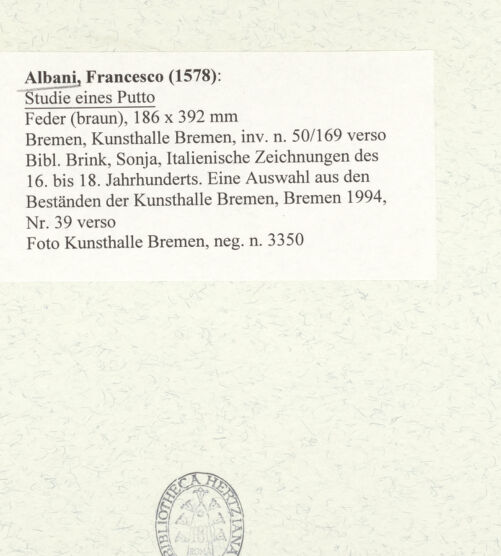 Albani, Francesco (1578):
Studie eines Putto
Feder (braun), 186 x 392 mm
Bremen, Kunsthalle Bremen, inv. n. 50/169 verso
Bibl. Brink, Sonja, Italienische Zeichnungen des
16. bis 18. Jahrhunderts. Eine Auswahl aus den
Beständen der Kunsthalle Bremen, Bremen 1994,
Nr. 39 verso
Foto Kunsthalle Bremen, neg. n. 3350
BIBLIOTHECA HERTZIANA
ROMA